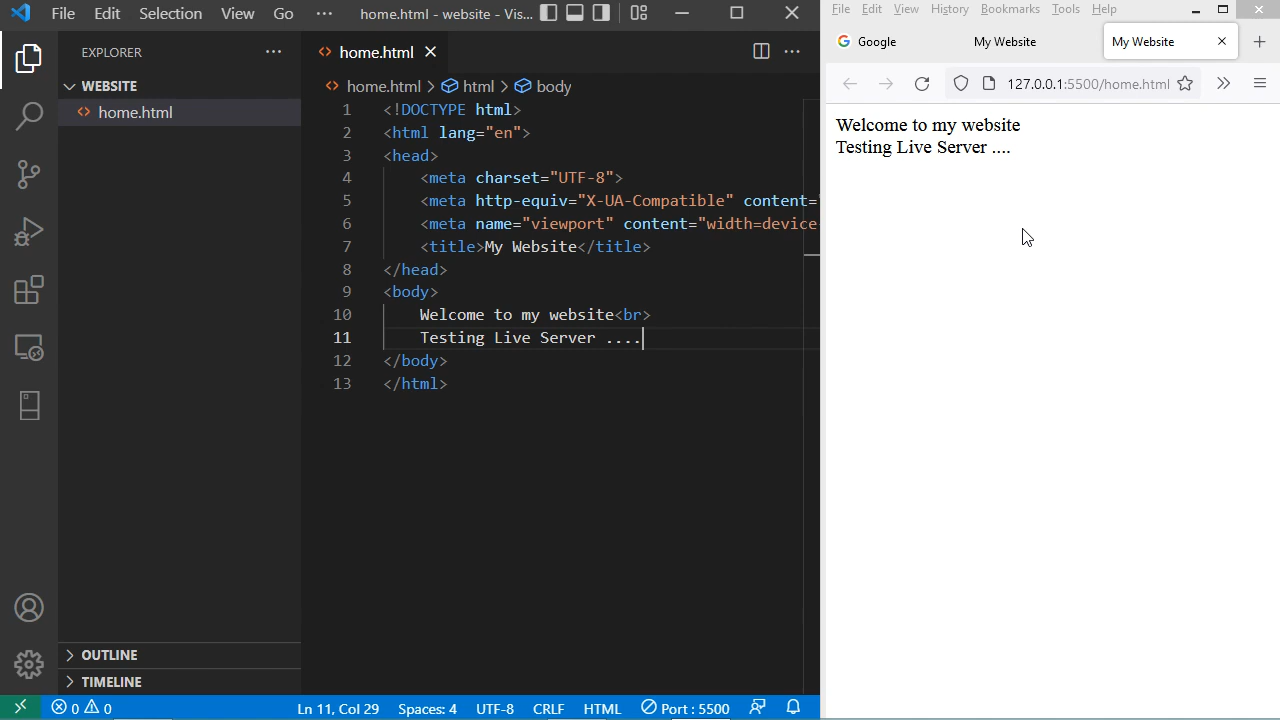 File Edit Selection View Go ··· home.html - website - Vis...
EXPLORER ···
WEBSITE
home.html
OUTLINE
TIMELINE
home.html
home.html > html > body
1 <!DOCTYPE html>
2 <html lang="en">
3 <head>
4 <meta charset="UTF-8">
5 <meta http-equiv="X-UA-Compatible" content=
6 <meta name="viewport" content="width=device
7 <title>My Website</title>
8 </head>
9 <body>
10 Welcome to my website<br>
11 Testing Live Server ....
12 </body>
13 </html>
0 0 Ln 11, Col 29 Spaces: 4 UTF-8 CRLF HTML Port : 5500
File Edit View History Bookmarks Tools Help
Google My Website My Website
127.0.0.1:5500/home.html
Welcome to my website
Testing Live Server ....